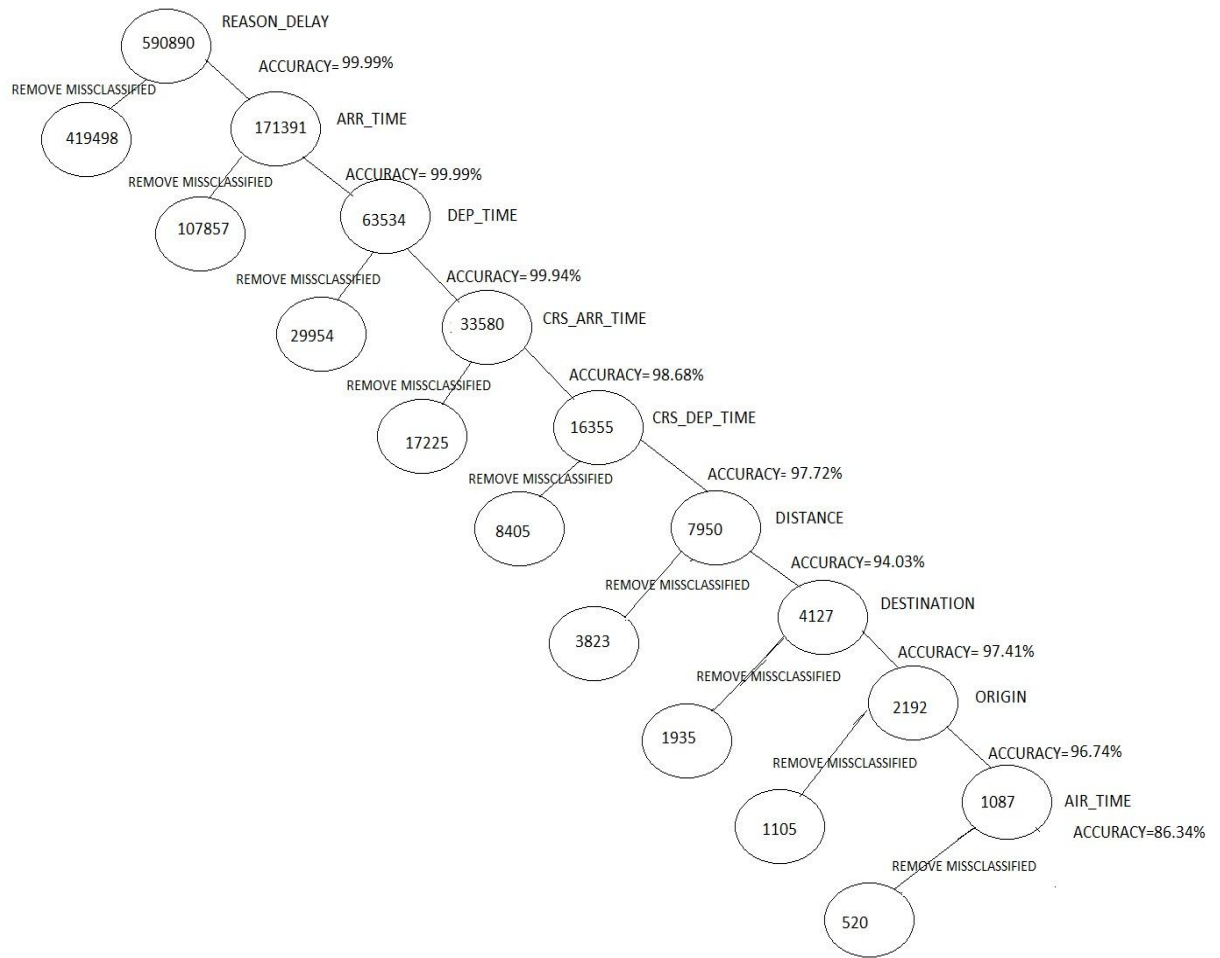 REASON_DELAY
590890
ACCURACY= 99.99%
REMOVE MISSCLASSIFIED
419498
171391
ARR_TIME
ACCURACY= 99.99%
REMOVE MISSCLASSIFIED
107857
63534
DEP_TIME
ACCURACY= 99.94%
REMOVE MISSCLASSIFIED
29954
33580
CRS_ARR_TIME
ACCURACY= 98.68%
REMOVE MISSCLASSIFIED
17225
16355
CRS_DEP_TIME
ACCURACY= 97.72%
REMOVE MISSCLASSIFIED
8405
7950
DISTANCE
ACCURACY= 94.03%
REMOVE MISSCLASSIFIED
3823
4127
DESTINATION
ACCURACY= 97.41%
REMOVE MISSCLASSIFIED
1935
2192
ORIGIN
ACCURACY= 96.74%
REMOVE MISSCLASSIFIED
1105
1087
AIR_TIME
ACCURACY=86.34%
REMOVE MISSCLASSIFIED
520